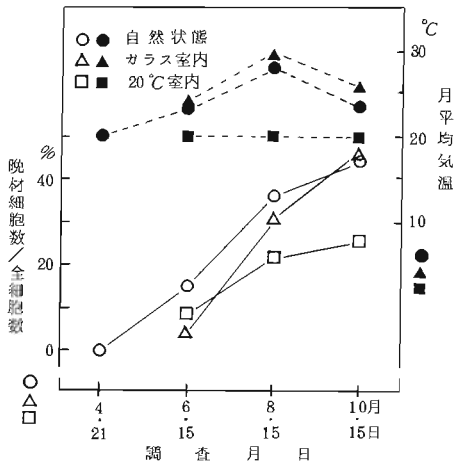 °C
○ ● 自然状態
△ ▲ ガラス室内
□ ■ 20℃室内
30
20
10
月平均気温
%
40
20
0
晩材細胞数/全細胞数
4 6 8 10月
21 15 15 15日
調査月日